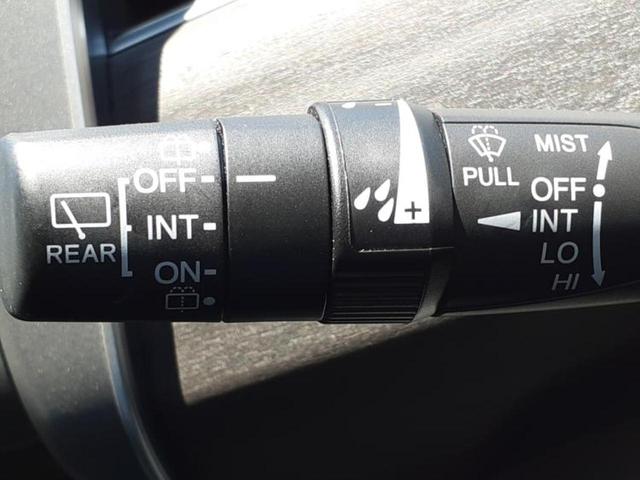 REAR
OFF
INT
ON
PULL
MIST
OFF
INT
LO
HI